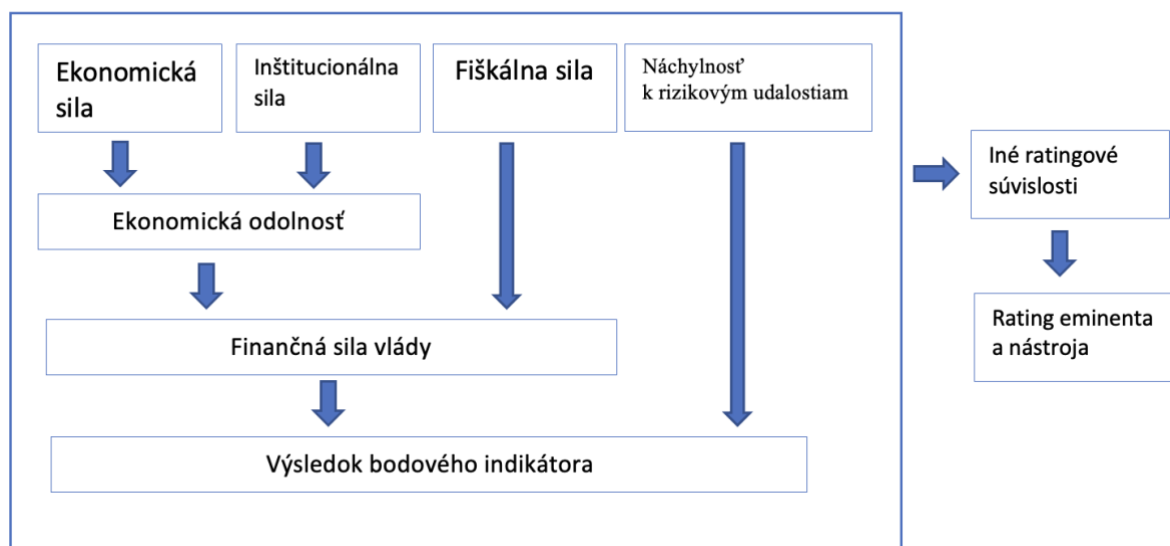 Ekonomická
sila
Inštitucionálna
sila
Fiškálna sila
Náchylnosť
k rizikovým udalostiam
Iné ratingové
súvislosti
Ekonomická odolnosť
Rating eminenta
a nástroja
Finančná sila vlády
Výsledok bodového indikátora